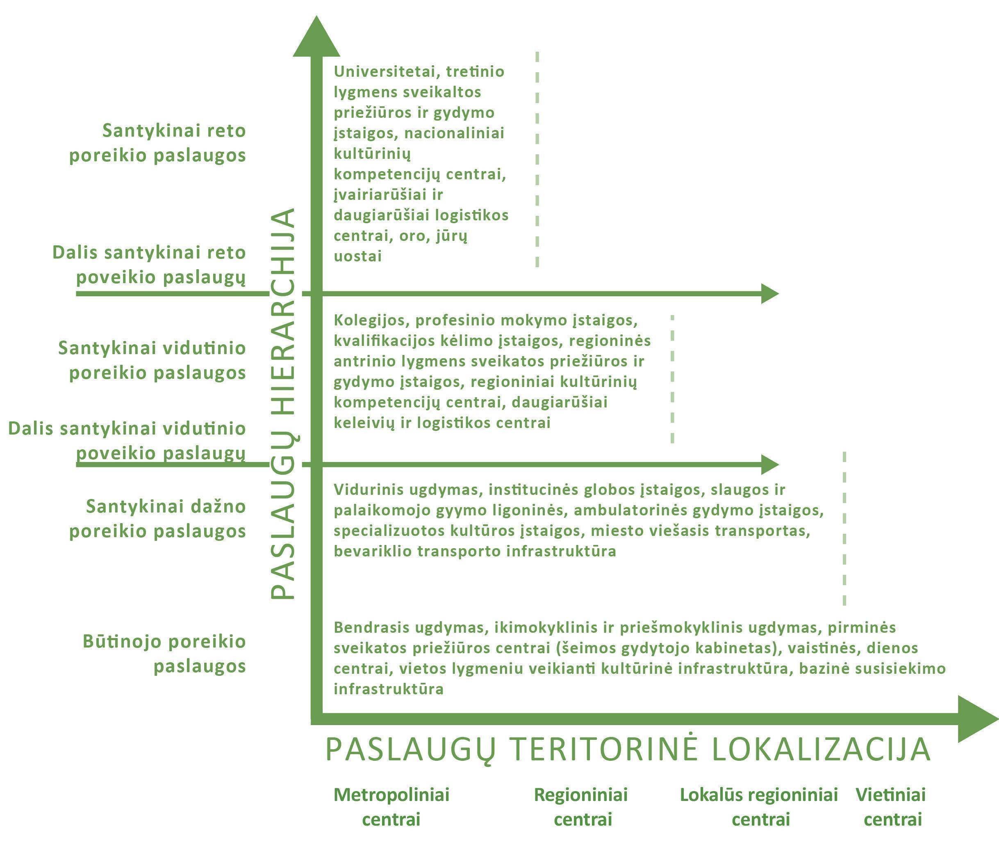 Santykinai reto
poreikio paslaugos
Universitetai, tretinio
lygmens sveikaltos
priežiūros ir gydymo
įstaigos, nacionaliniai
kultūrinių
kompetencijų centrai,
įvairiarūšiai ir
daugiarūšiai logistikos
centrai, oro, jūrų
uostai
Dalis santykinai reto
poveikio paslaugų
PASLAUGŲ HIERARCHIJA
Santykinai vidutinio
poreikio paslaugos
Kolegijos, profesinio mokymo įstaigos,
kvalifikacijos kėlimo įstaigos, regioninės
antrinio lygmens sveikatos priežiūros ir
gydymo įstaigos, regioniniai kultūrinių
kompetencijų centrai, daugiarūšiai
keleivių ir logistikos centrai
Dalis santykinai vidutinio
poveikio paslaugų
Santykinai dažno
poreikio paslaugos
Vidurinis ugdymas, institucinės globos įstaigos, slaugos ir
palaikomojo gyymo ligoninės, ambulatorinės gydymo įstaigos,
specializuotos kultūros įstaigos, miesto viešasis transportas,
bevariklio transporto infrastruktūra
Būtinojo poreikio
paslaugos
Bendrasis ugdymas, ikimokyklinis ir priešmokyklinis ugdymas, pirminės
sveikatos priežiūros centrai (šeimos gydytojo kabinetas), vaistinės, dienos
centrai, vietos lygmeniu veikianti kultūrinė infrastruktūra, bazinė susisiekimo
infrastruktūra
PASLAUGŲ TERITORINĖ LOKALIZACIJA
Metropoliniai
centrai
Regioniniai
centrai
Lokalūs regioniniai
centrai
Vietiniai
centrai